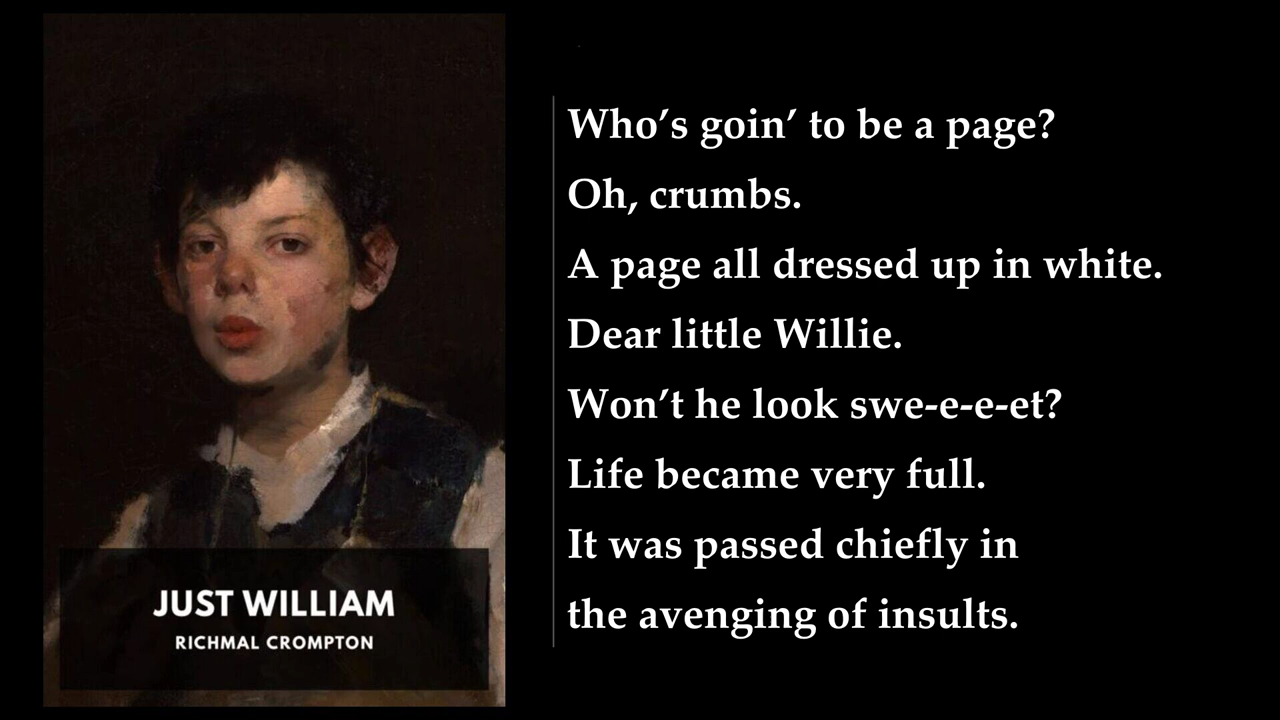 JUST WILLIAM
RICHMAL CROMPTON
Who’s goin’ to be a page?
Oh, crumbs.
A page all dressed up in white.
Dear little Willie.
Won’t he look swe-e-e-et?
Life became very full.
It was passed chiefly in
the avenging of insults.